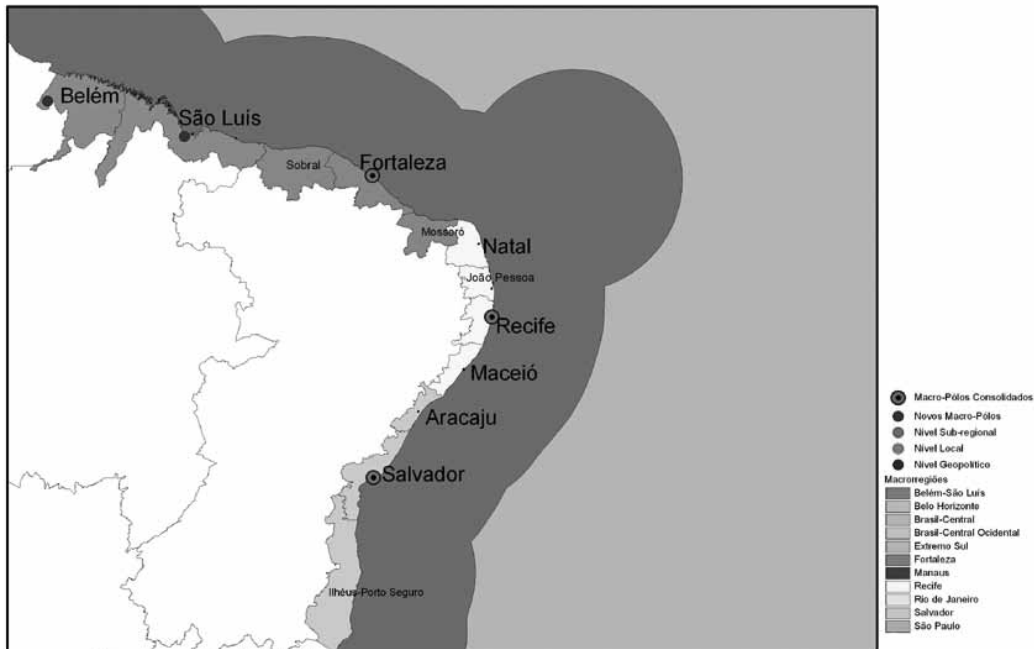 Belém
São Luís
Sobral
Fortaleza
Mossoró
Natal
João Pessoa
Recife
Maceió
Aracaju
Salvador
Ilhéus-Porto Seguro
Macro-Pólos Consolidados
Novos Macro-Pólos
Nível Sub-regional
Nível Local
Nível Geopolítico
Macrorregiões
Belém-São Luís
Belo Horizonte
Brasil-Central
Brasil-Central Ocidental
Extremo Sul
Fortaleza
Manaus
Recife
Rio de Janeiro
Salvador
São Paulo